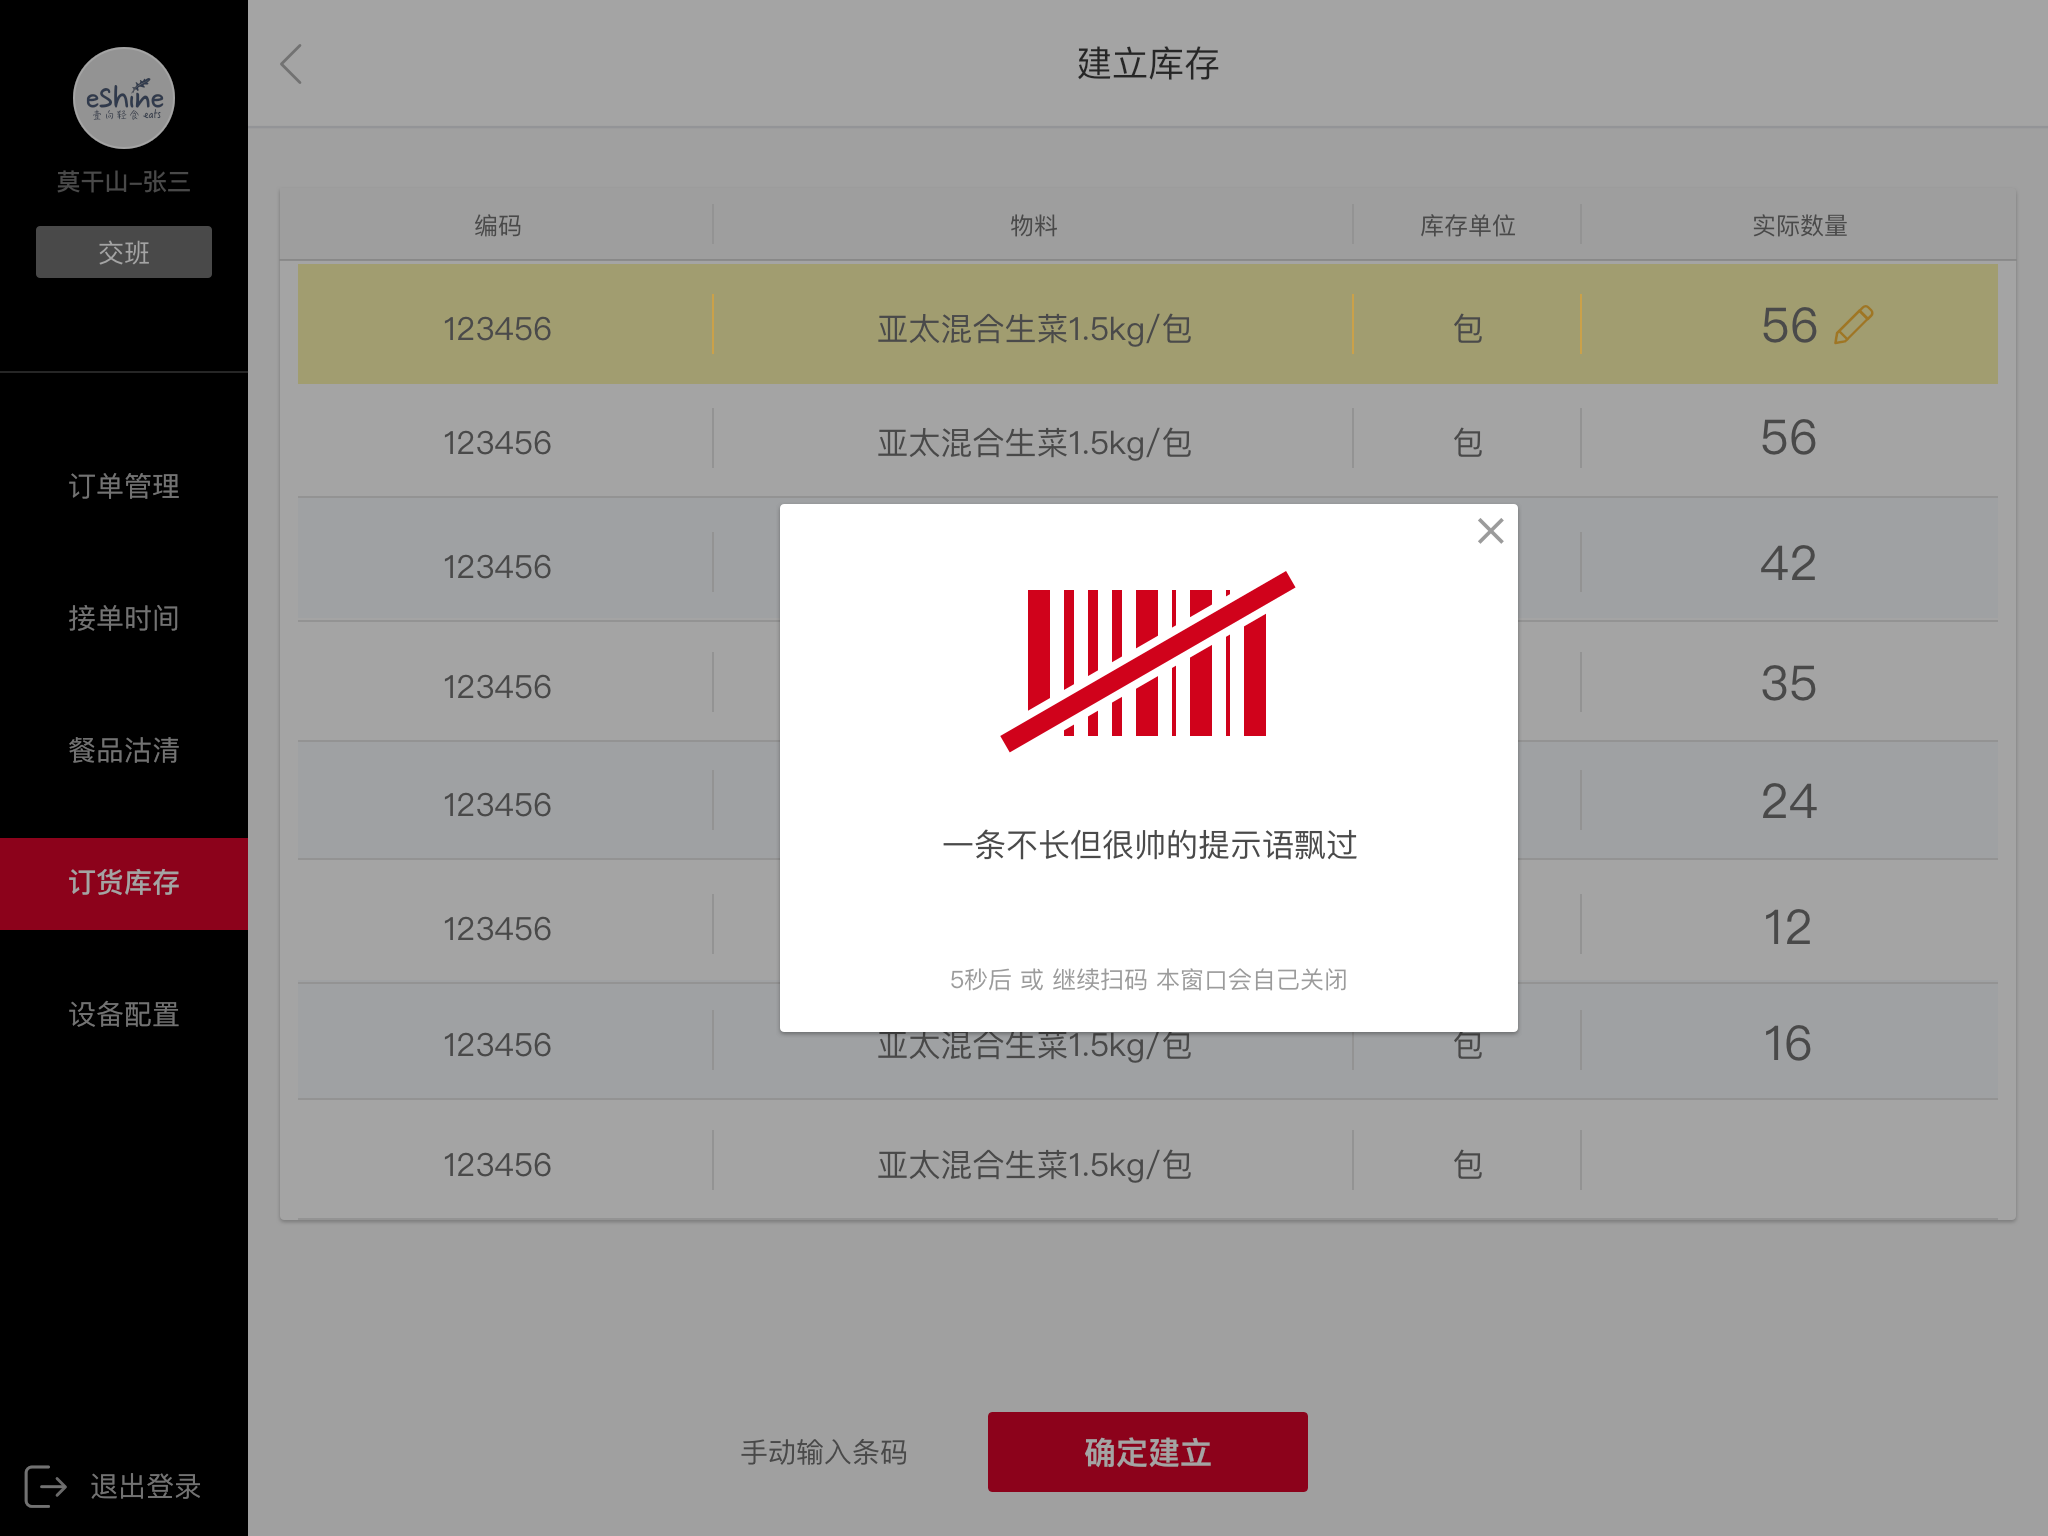 eShine
壹向轻食 eats
莫干山-张三
交班
订单管理
接单时间
餐品沽清
订货库存
设备配置
退出登录
建立库存
编码 物料 库存单位 实际数量
123456 亚太混合生菜1.5kg/包 包 56
123456 亚太混合生菜1.5kg/包 包 56
123456 42
123456 35
123456 24
123456 12
123456 亚太混合生菜1.5kg/包 包 16
123456 亚太混合生菜1.5kg/包 包
一条不长但很帅的提示语飘过
5秒后 或 继续扫码 本窗口会自己关闭
手动输入条码
确定建立